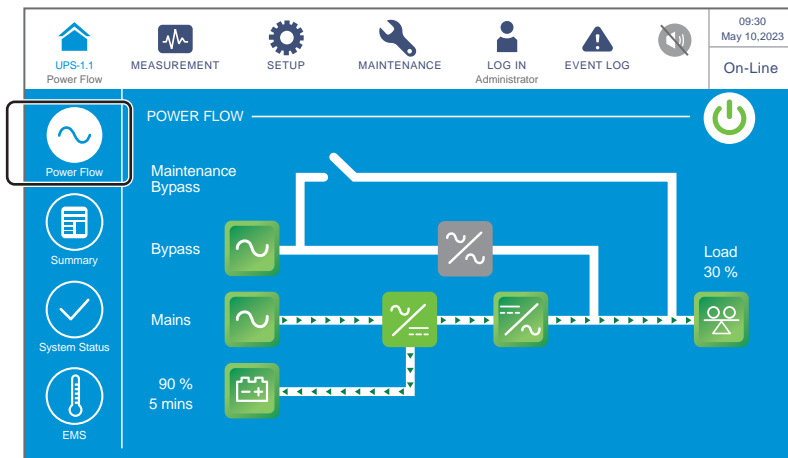 UPS-1.1
Power Flow
MEASUREMENT
SETUP
MAINTENANCE
LOG IN
Administrator
EVENT LOG
09:30
May 10,2023
On-Line
Power Flow
Summary
System Status
EMS
POWER FLOW
Maintenance
Bypass
Bypass
Mains
90 %
5 mins
Load
30 %